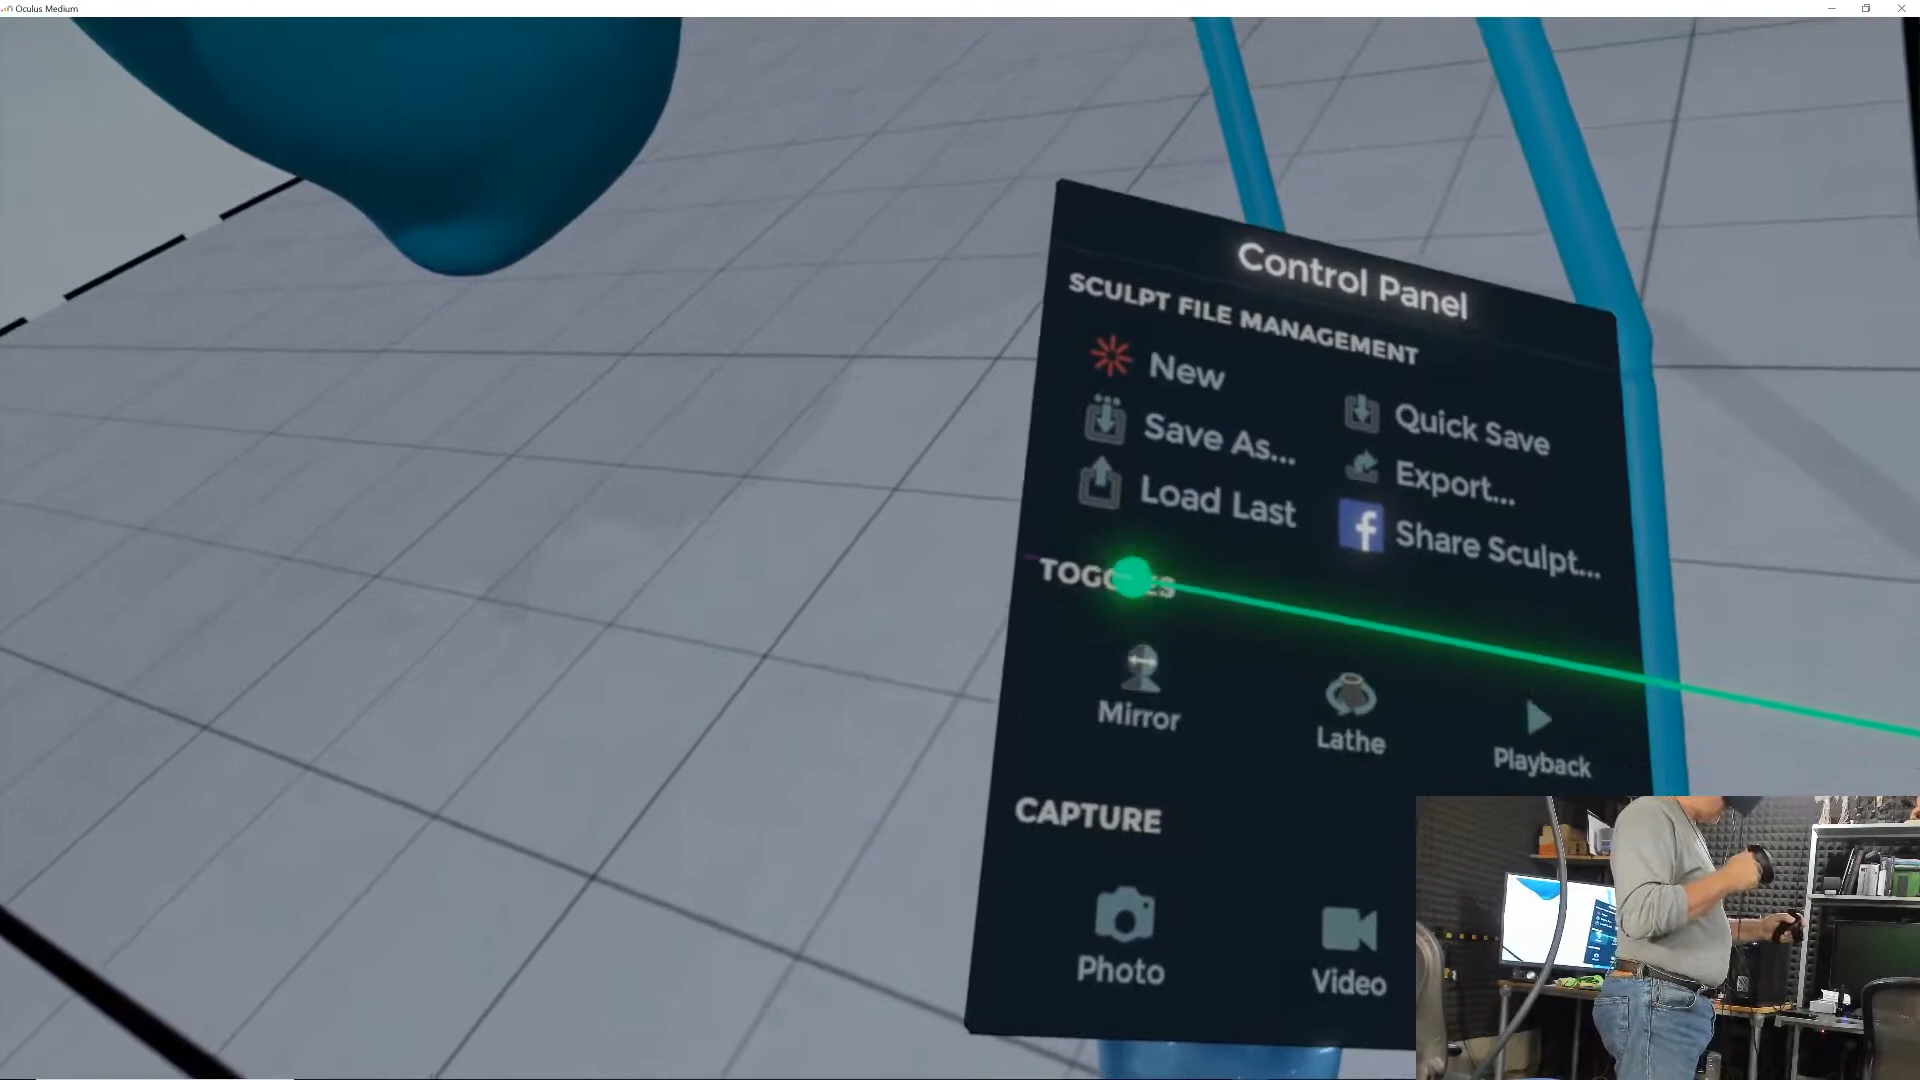 Oculus Medium
Control Panel
SCULPT FILE MANAGEMENT
New
Quick Save
Save As...
Export...
Load Last
Share Sculpt...
Mirror
Lathe
Playback
CAPTURE
Photo
Video